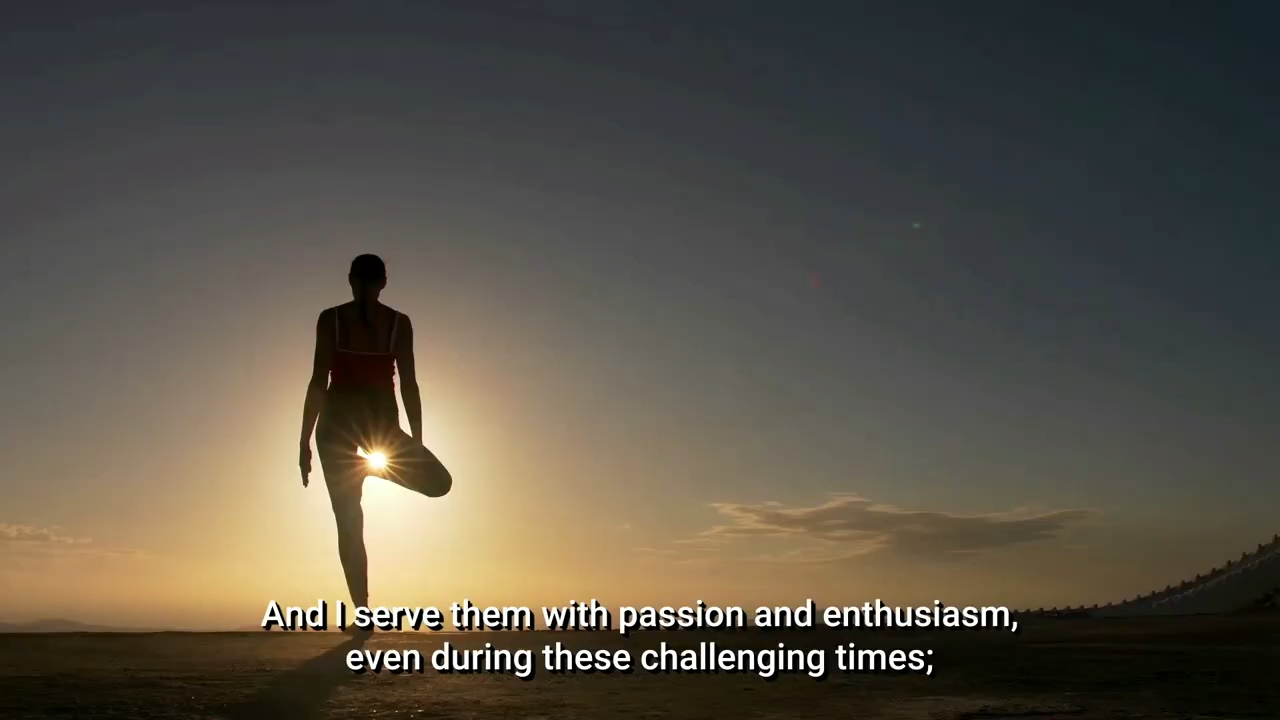 And I serve them with passion and enthusiasm,
even during these challenging times;